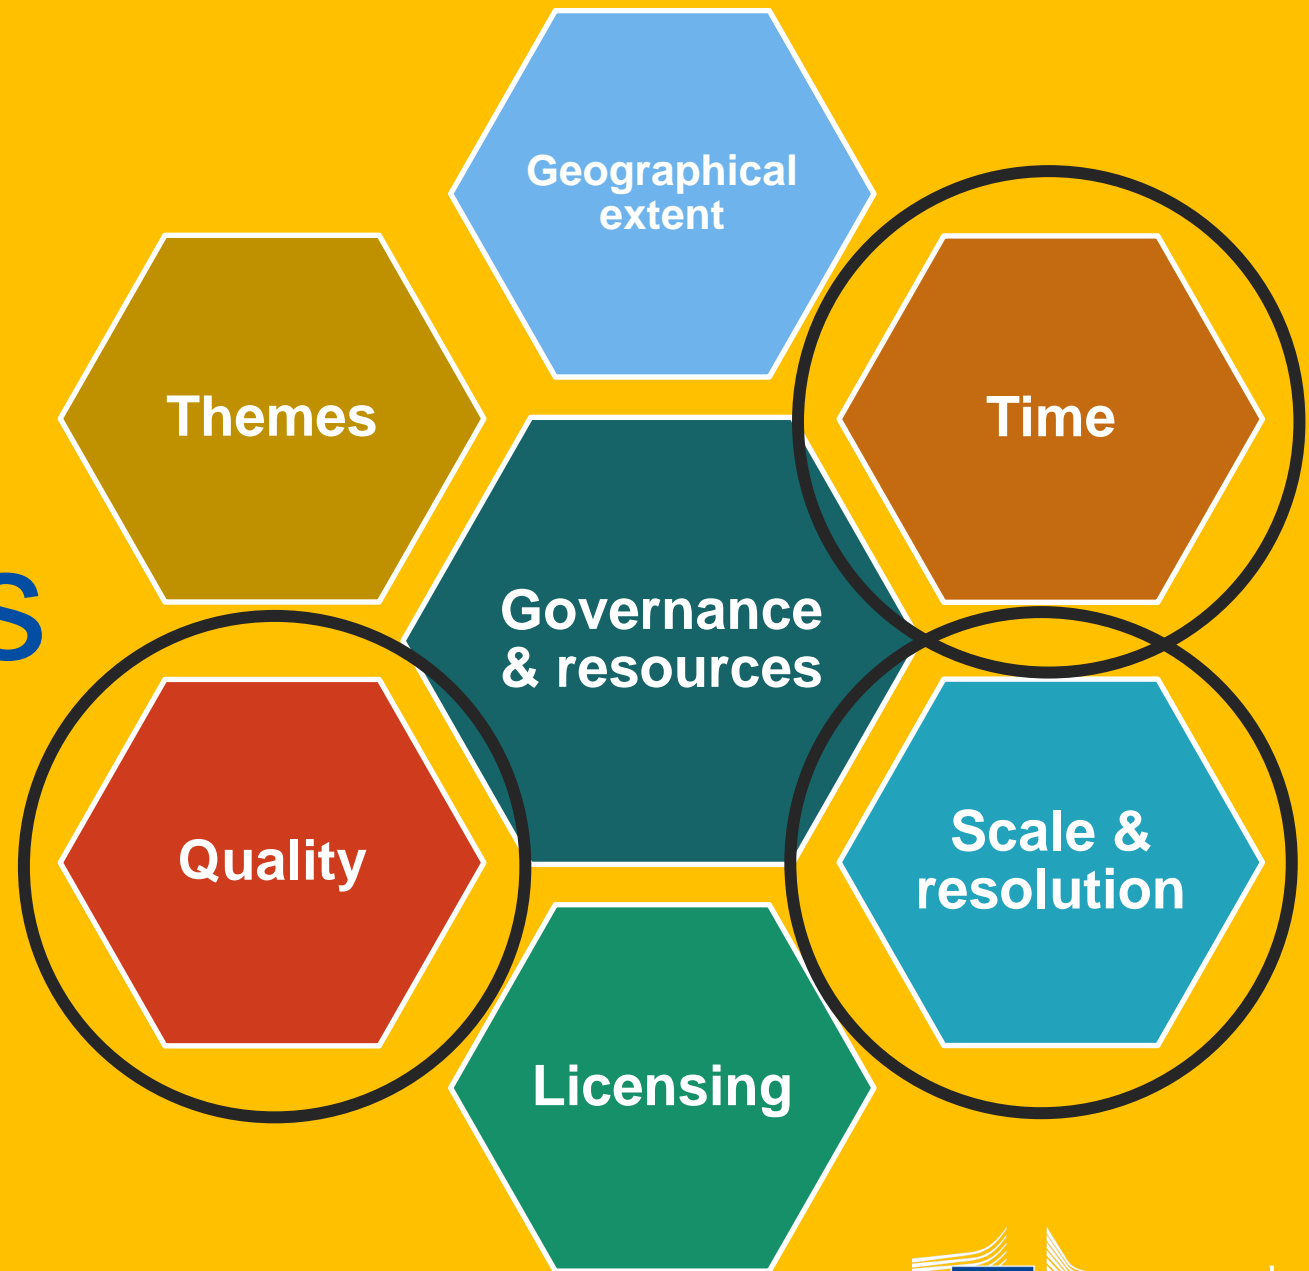 Geographical
extent
Themes
Time
s
Governance
& resources
Quality
Scale &
resolution
Licensing